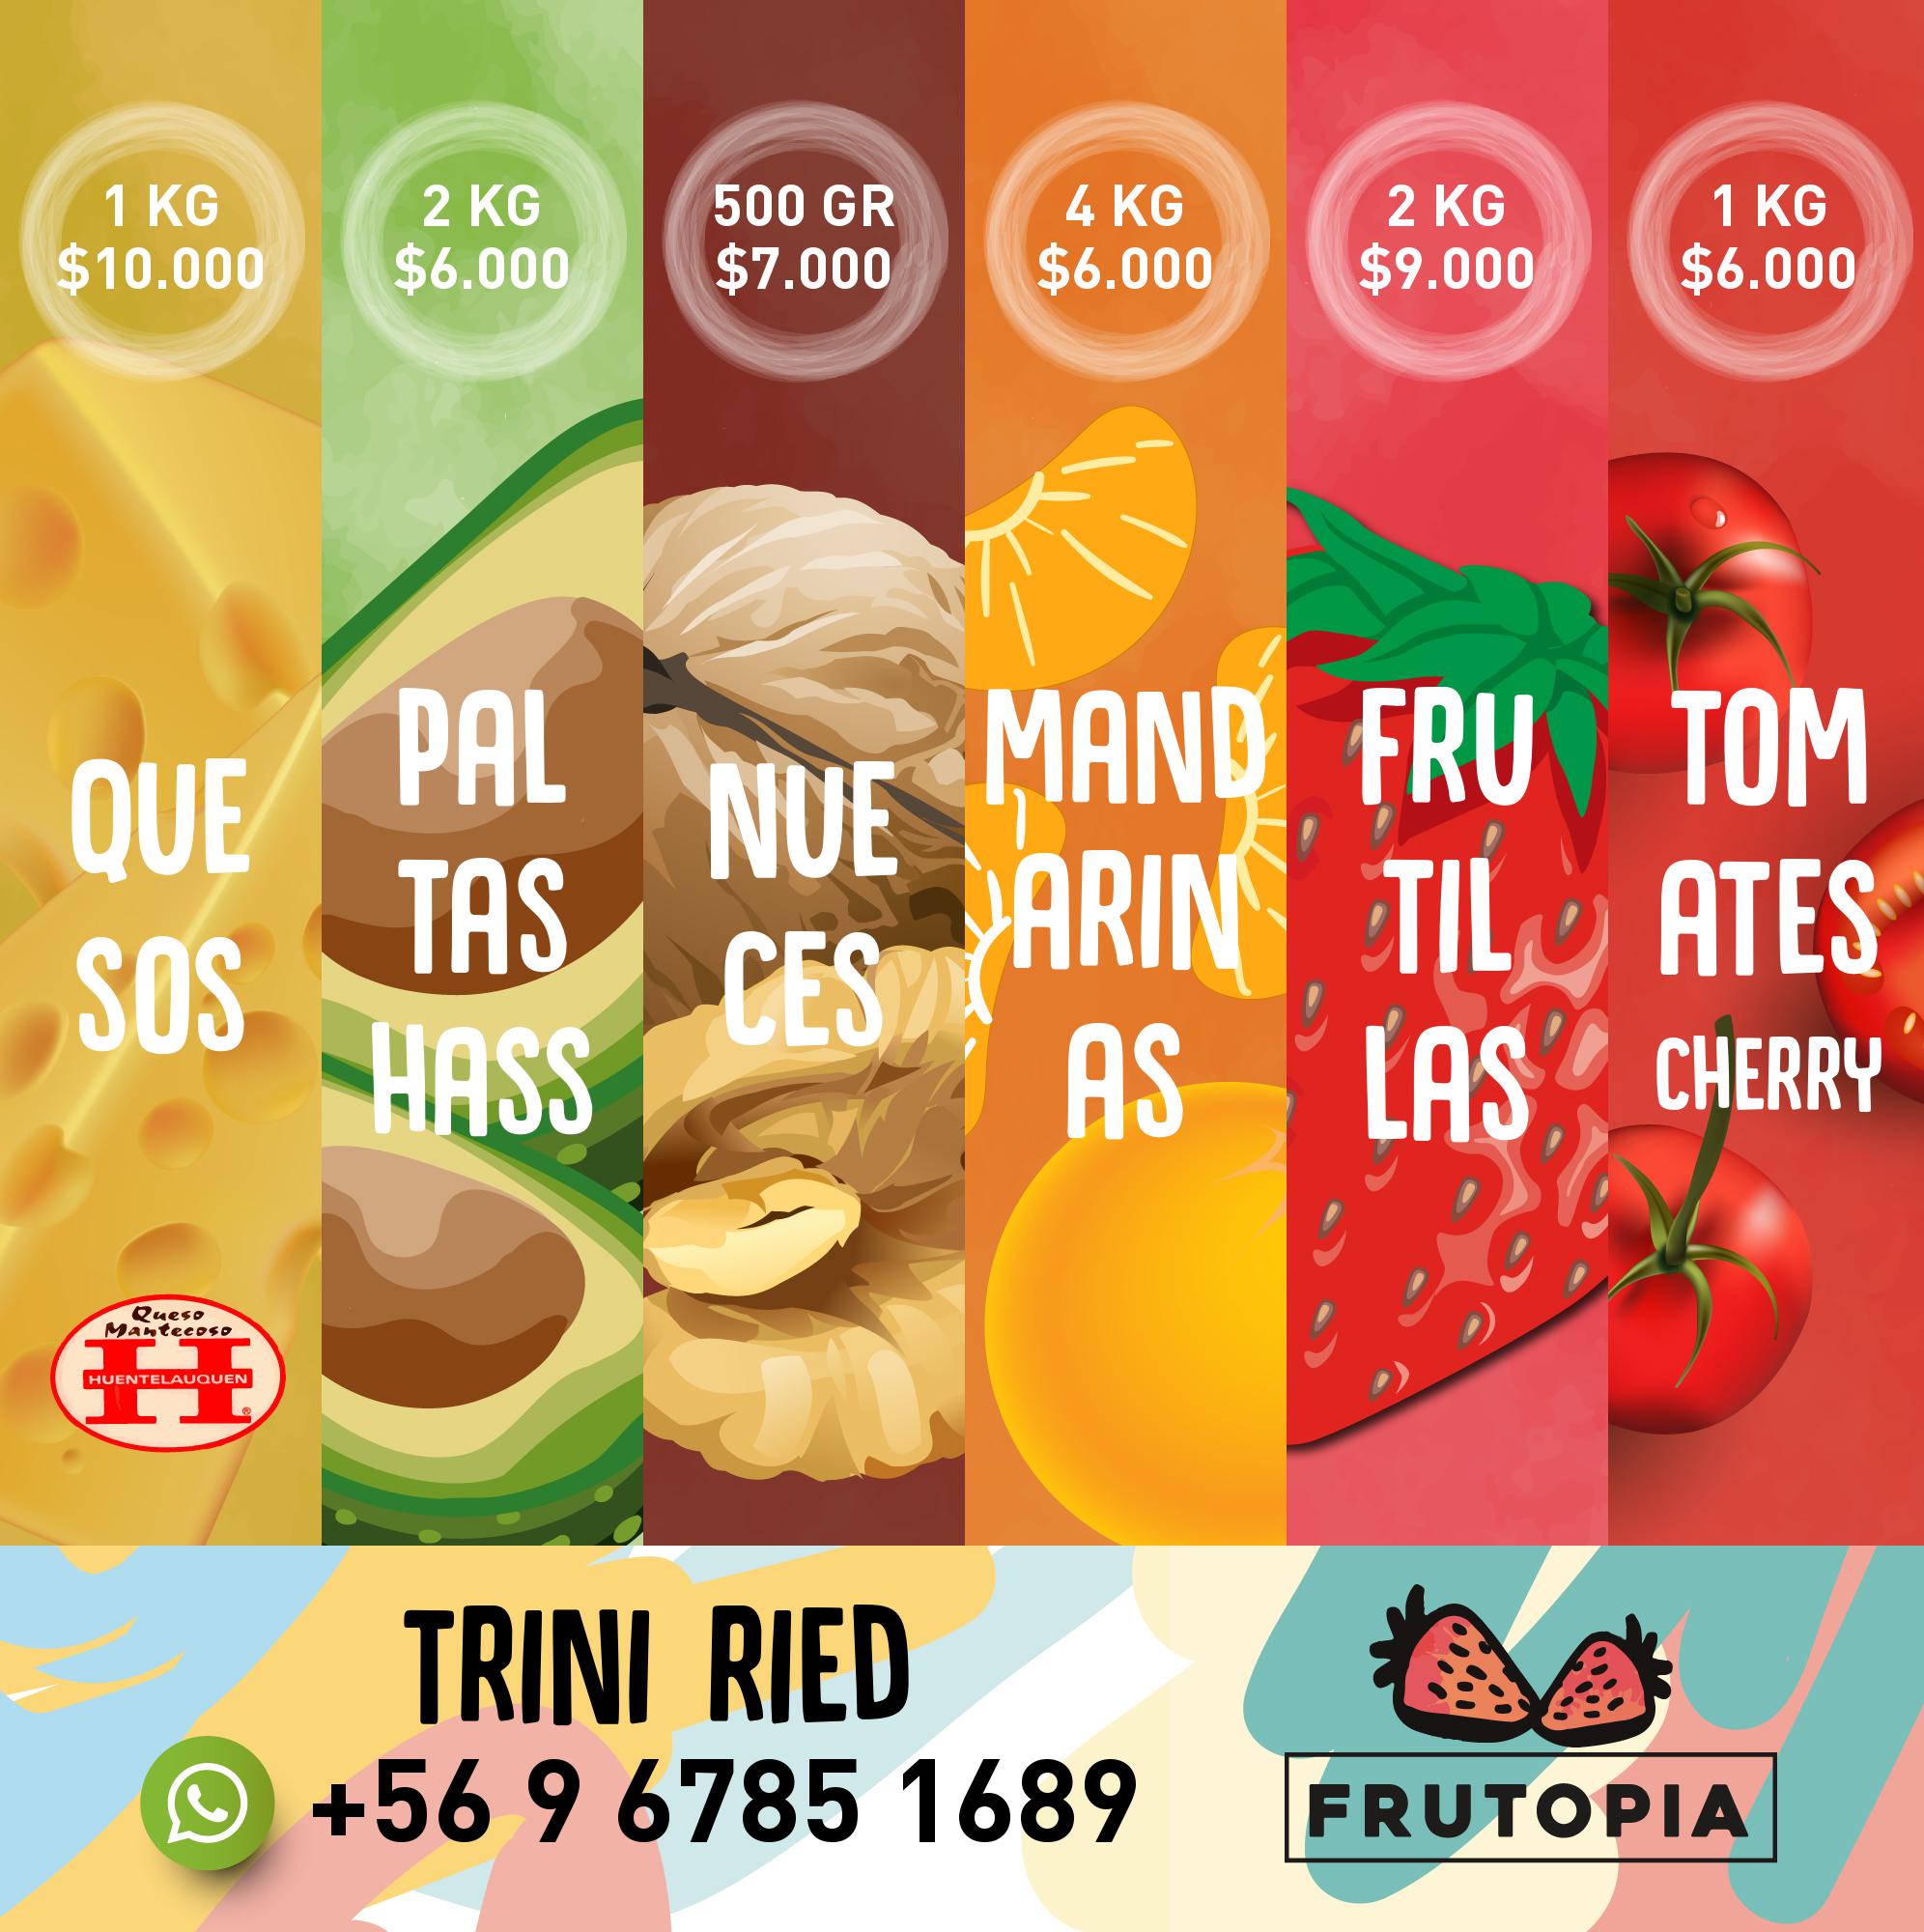 1 KG
$10.000
QUE
SOS
Queso
Mantecoso
H
HUENTELAUQUEN
®
2 KG
$6.000
PAL
TAS
HASS
500 GR
$7.000
NUE
CES
4 KG
$6.000
MAND
ARIN
AS
2 KG
$9.000
FRU
TIL
LAS
1 KG
$6.000
TOM
ATES
CHERRY
TRINI RIED
+56 9 6785 1689
FRUTOPIA